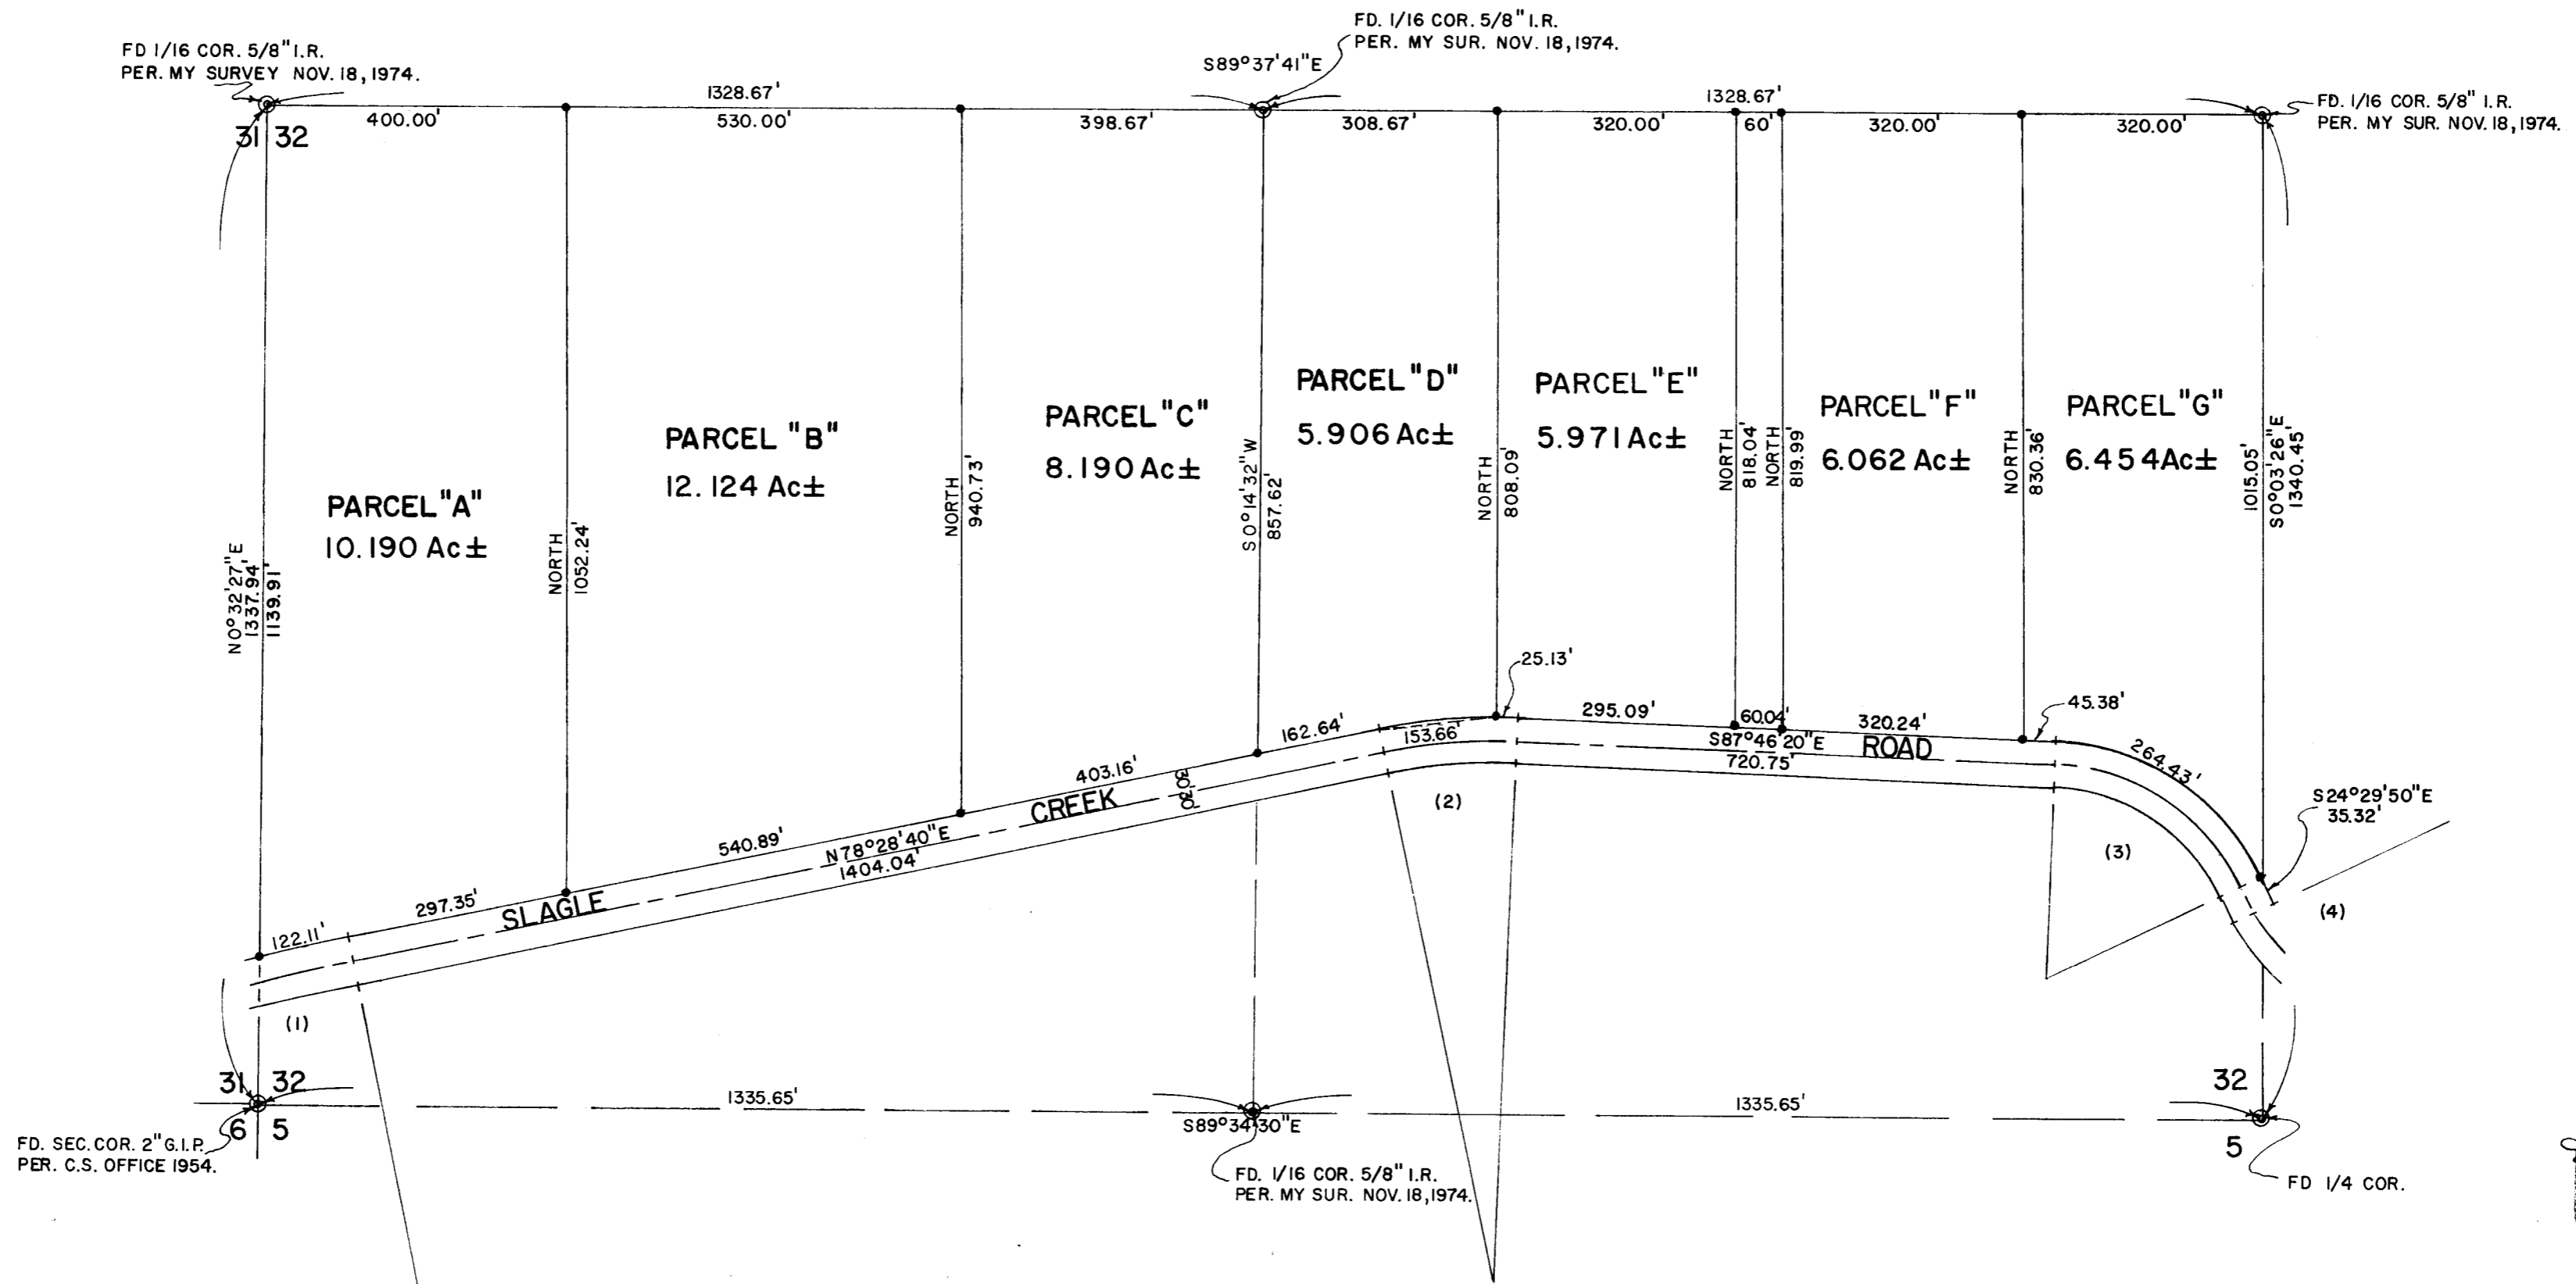 FD 1/16 COR. 5/8" I.R.
PER. MY SURVEY NOV. 18, 1974.
FD. 1/16 COR. 5/8" I.R.
PER. MY SUR. NOV. 18, 1974.
S89°37'41"E
FD. 1/16 COR. 5/8" I.R.
PER. MY SUR. NOV. 18, 1974.
1328.67'
1328.67'
400.00'
530.00'
398.67'
308.67'
320.00'
60'
320.00'
320.00'
31 32
PARCEL "A"
10.190 Ac±
PARCEL "B"
12.124 Ac±
PARCEL "C"
8.190 Ac±
PARCEL "D"
5.906 Ac±
PARCEL "E"
5.971 Ac±
PARCEL "F"
6.062 Ac±
PARCEL "G"
6.454 Ac±
N0°32'27"E
1337.94'
1139.91'
NORTH
1052.24'
NORTH
940.73'
S0°14'32"W
857.62'
NORTH
808.09'
NORTH
818.04'
NORTH
819.99'
NORTH
830.36'
1015.05'
S0°03'26"E
1340.45'
122.11'
297.35'
540.89'
403.16'
162.64'
153.66'
25.13'
295.09'
60.04'
320.24'
45.38'
264.43'
S24°29'50"E
35.32'
SLAGLE CREEK ROAD
N78°28'40"E
1404.04'
30' 30'
S87°46'20"E
720.75'
(1)
(2)
(3)
(4)
31 32
6 5
1335.65'
S89°34'30"E
1335.65'
32
5
FD. SEC. COR. 2" G.I.P.
PER. C.S. OFFICE 1954.
FD. 1/16 COR. 5/8" I.R.
PER. MY SUR. NOV. 18, 1974.
FD 1/4 COR.